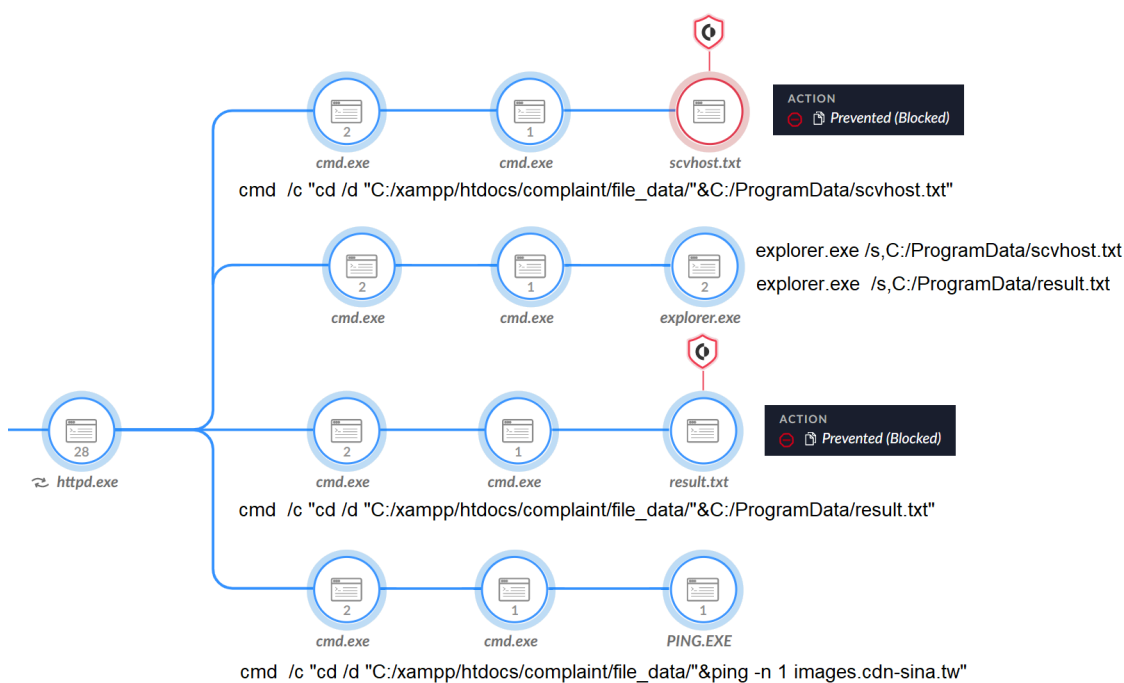 ACTION
Prevented (Blocked)
2
1
cmd.exe
cmd.exe
scvhost.txt
cmd /c "cd /d "C:/xampp/htdocs/complaint/file_data/"&C:/ProgramData/scvhost.txt"
explorer.exe /s,C:/ProgramData/scvhost.txt
2
1
2
explorer.exe /s,C:/ProgramData/result.txt
cmd.exe
cmd.exe
explorer.exe
ACTION
Prevented (Blocked)
28
2
1
httpd.exe
cmd.exe
cmd.exe
result.txt
cmd /c "cd /d "C:/xampp/htdocs/complaint/file_data/"&C:/ProgramData/result.txt"
2
1
1
cmd.exe
cmd.exe
PING.EXE
cmd /c "cd /d "C:/xampp/htdocs/complaint/file_data/"&ping -n 1 images.cdn-sina.tw"